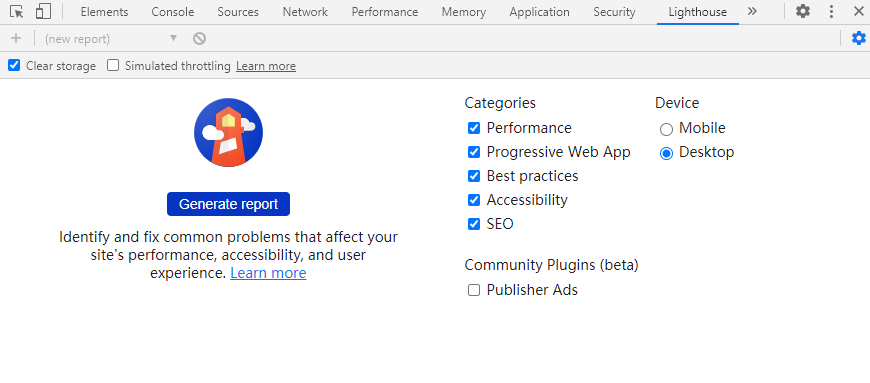 Elements Console Sources Network Performance Memory Application Security Lighthouse
(new report)
Clear storage Simulated throttling Learn more
Generate report
Identify and fix common problems that affect your
site's performance, accessibility, and user
experience. Learn more
Categories
Performance
Progressive Web App
Best practices
Accessibility
SEO
Community Plugins (beta)
Publisher Ads
Device
Mobile
Desktop